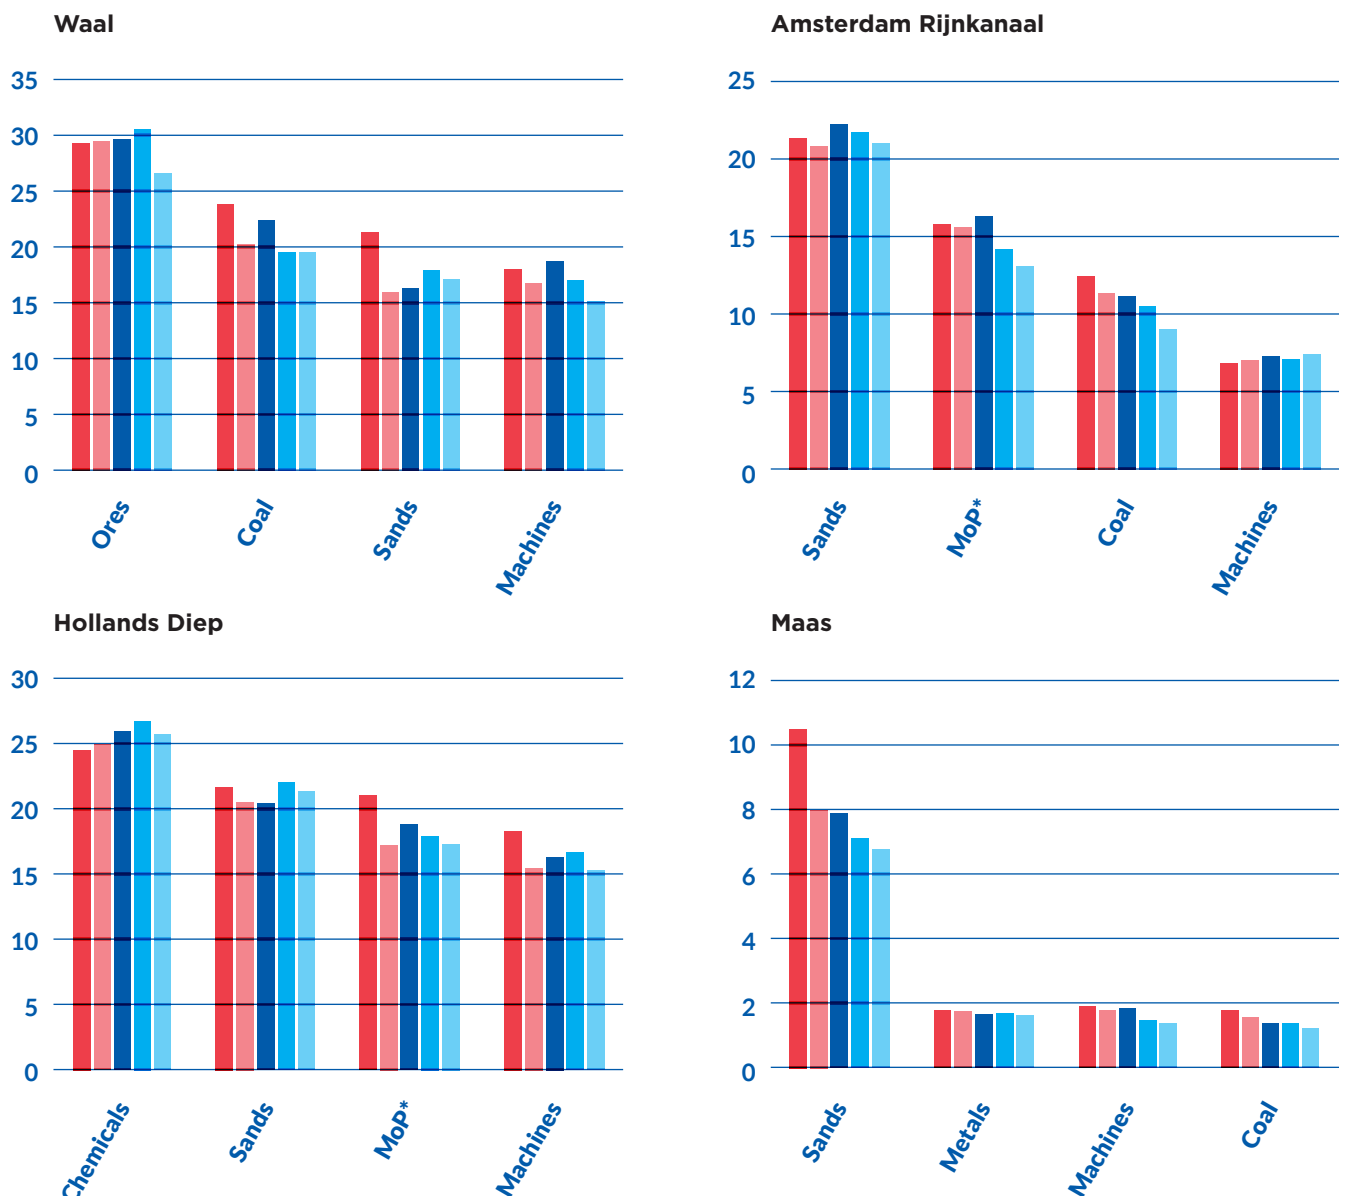 Waal
35
30
25
20
15
10
5
0
Ores
Coal
Sands
Machines
Amsterdam Rijnkanaal
25
20
15
10
5
0
Sands
MoP*
Coal
Machines
Hollands Diep
30
25
20
15
10
5
0
Chemicals
Sands
MoP*
Machines
Maas
12
10
8
6
4
2
0
Sands
Metals
Machines
Coal